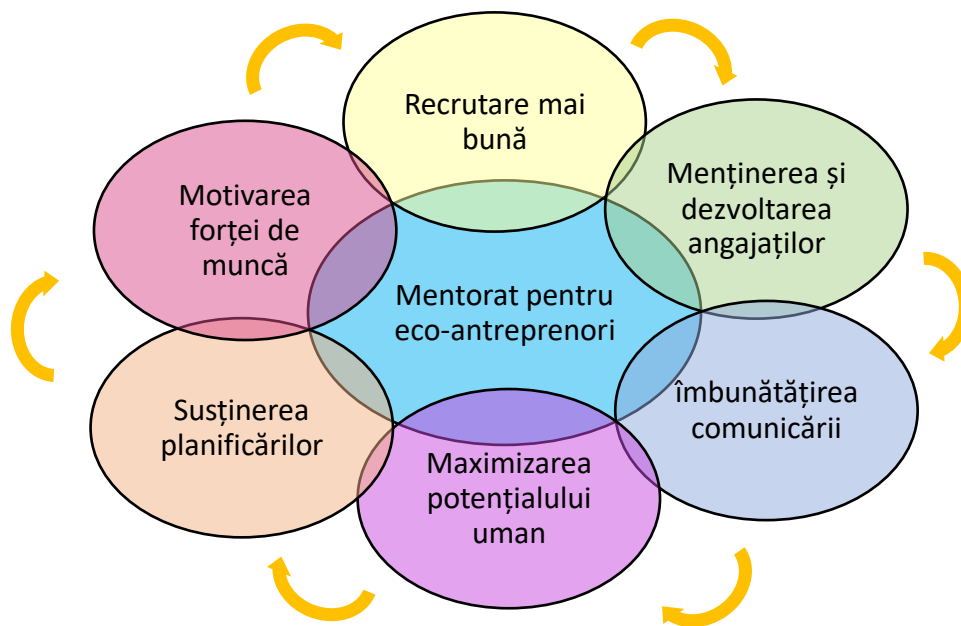 Recrutare mai
bună
Menținerea și
dezvoltarea
angajaților
îmbunătățirea
comunicării
Maximizarea
potențialului
uman
Susținerea
planificărilor
Motivarea
forței de
muncă
Mentorat pentru
eco-antreprenori